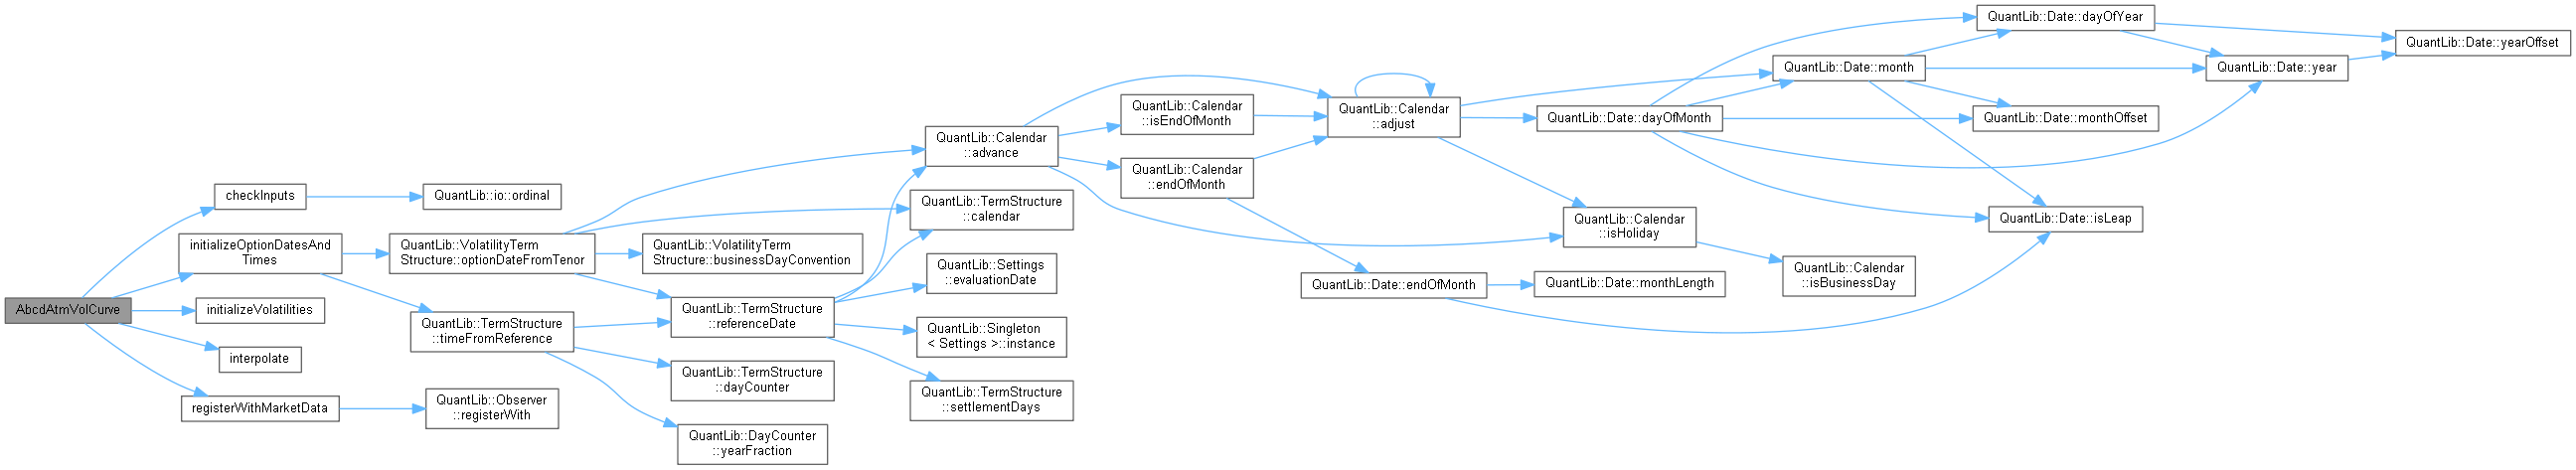 AbcdAtmVolCurve
checkInputs
QuantLib::io::ordinal
initializeOptionDatesAnd
Times
QuantLib::VolatilityTerm
Structure::optionDateFromTenor
QuantLib::Calendar
::advance
QuantLib::Calendar
::adjust
QuantLib::Date::dayOfMonth
QuantLib::Date::month
QuantLib::Date::dayOfYear
QuantLib::Date::year
QuantLib::Date::yearOffset
QuantLib::Date::monthOffset
QuantLib::Date::isLeap
QuantLib::Calendar
::isHoliday
QuantLib::Calendar
::isBusinessDay
QuantLib::Calendar
::isEndOfMonth
QuantLib::Calendar
::endOfMonth
QuantLib::Date::endOfMonth
QuantLib::Date::monthLength
QuantLib::TermStructure
::calendar
QuantLib::VolatilityTerm
Structure::businessDayConvention
QuantLib::TermStructure
::referenceDate
QuantLib::Settings
::evaluationDate
QuantLib::Singleton
< Settings >::instance
QuantLib::TermStructure
::settlementDays
QuantLib::TermStructure
::timeFromReference
QuantLib::TermStructure
::dayCounter
QuantLib::DayCounter
::yearFraction
initializeVolatilities
interpolate
registerWithMarketData
QuantLib::Observer
::registerWith